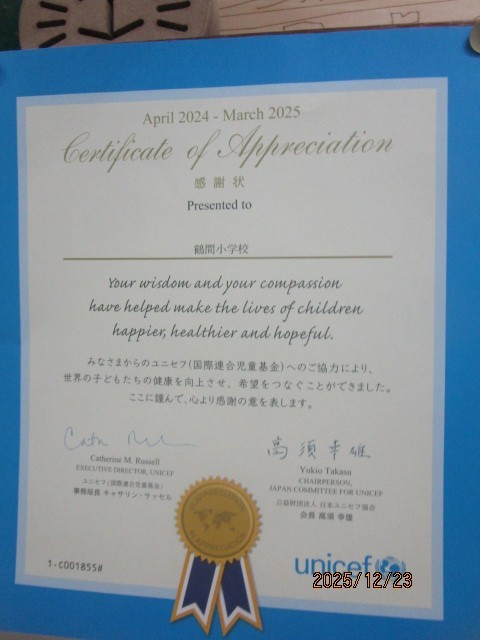 April 2024 - March 2025
Certificate of Appreciation
感謝状
Presented to
鶴間小学校
Your wisdom and your compassion
have helped make the lives of children
happier, healthier and hopeful.
みなさまからのユニセフ(国際連合児童基金)へのご協力により、
世界の子どもたちの健康を向上させ、希望をつなぐことができました。
ここに謹んで、心より感謝の意を表します。
Catherine M. Russell
EXECUTIVE DIRECTOR, UNICEF
ユニセフ(国際連合児童基金)
事務局長 キャサリン・ラッセル
高須幸雄
Yukio Takasu
CHAIRPERSON,
JAPAN COMMITTEE FOR UNICEF
公益財団法人 日本ユニセフ協会
会長 高須 幸雄
IN APPRECIATION
IN APPRECIATION
1-C001855#
unicef
2025/12/23